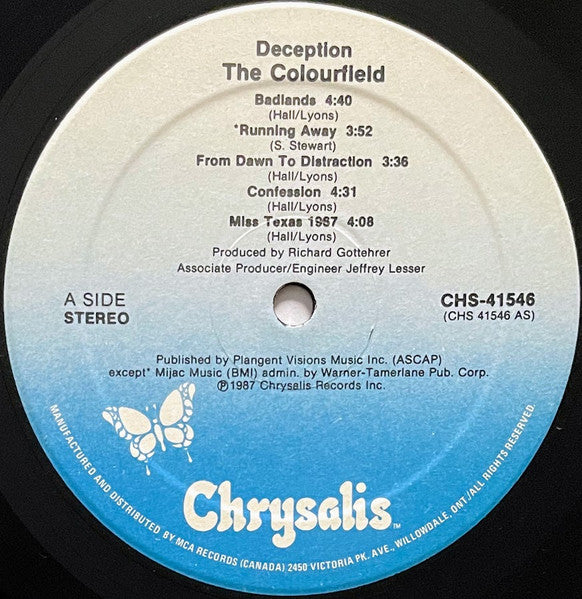 Deception
The Colourfield
Badlands 4:40
(Hall/Lyons)
*Running Away 3:52
(S. Stewart)
From Dawn To Distraction 3:36
(Hall/Lyons)
Confession 4:31
(Hall/Lyons)
Miss Texas 1987 4:08
(Hall/Lyons)
Produced by Richard Gottehrer
Associate Producer/Engineer Jeffrey Lesser
A SIDE
STEREO
CHS-41546
(CHS 41546 AS)
Published by Plangent Visions Music Inc. (ASCAP)
except* Mijac Music (BMI) admin. by Warner-Tamerlane Pub. Corp.
℗1987 Chrysalis Records Inc.
Chrysalis™
MANUFACTURED AND DISTRIBUTED BY MCA RECORDS (CANADA) 2450 VICTORIA PK. AVE., WILLOWDALE, ONT./ALL RIGHTS RESERVED.